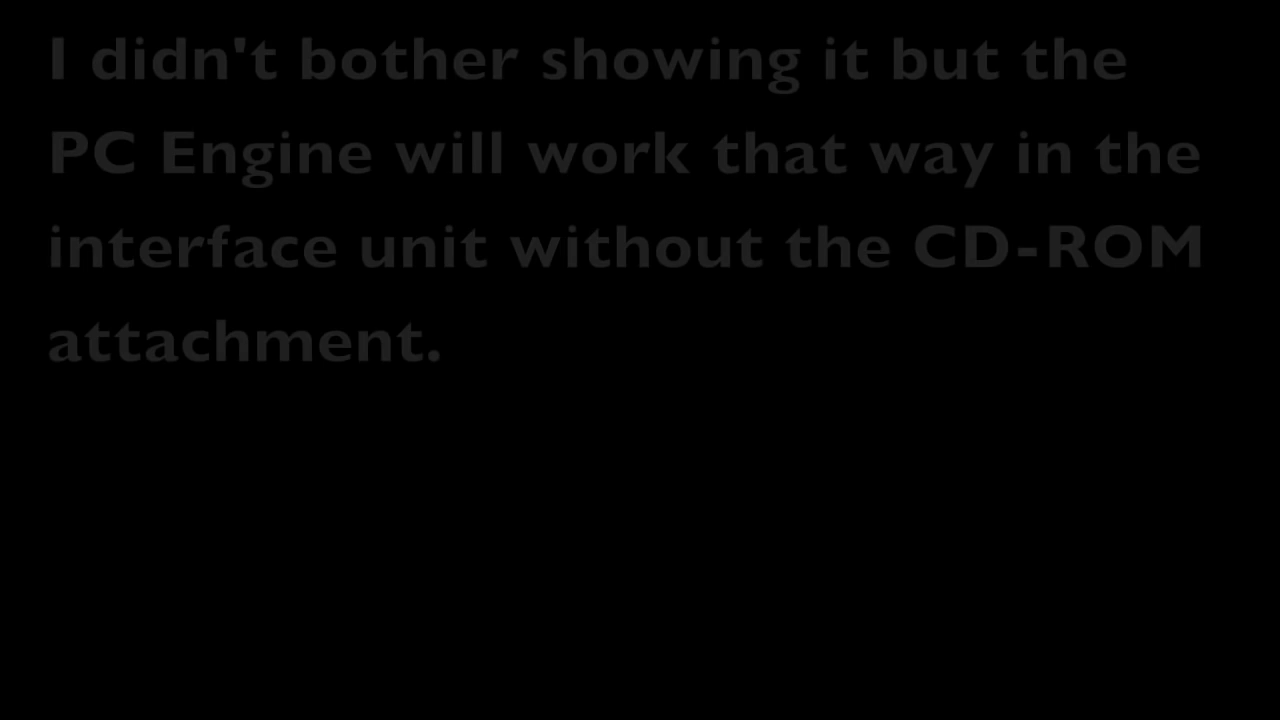 I didn't bother showing it but the
PC Engine will work that way in the
interface unit without the CD-ROM
attachment.